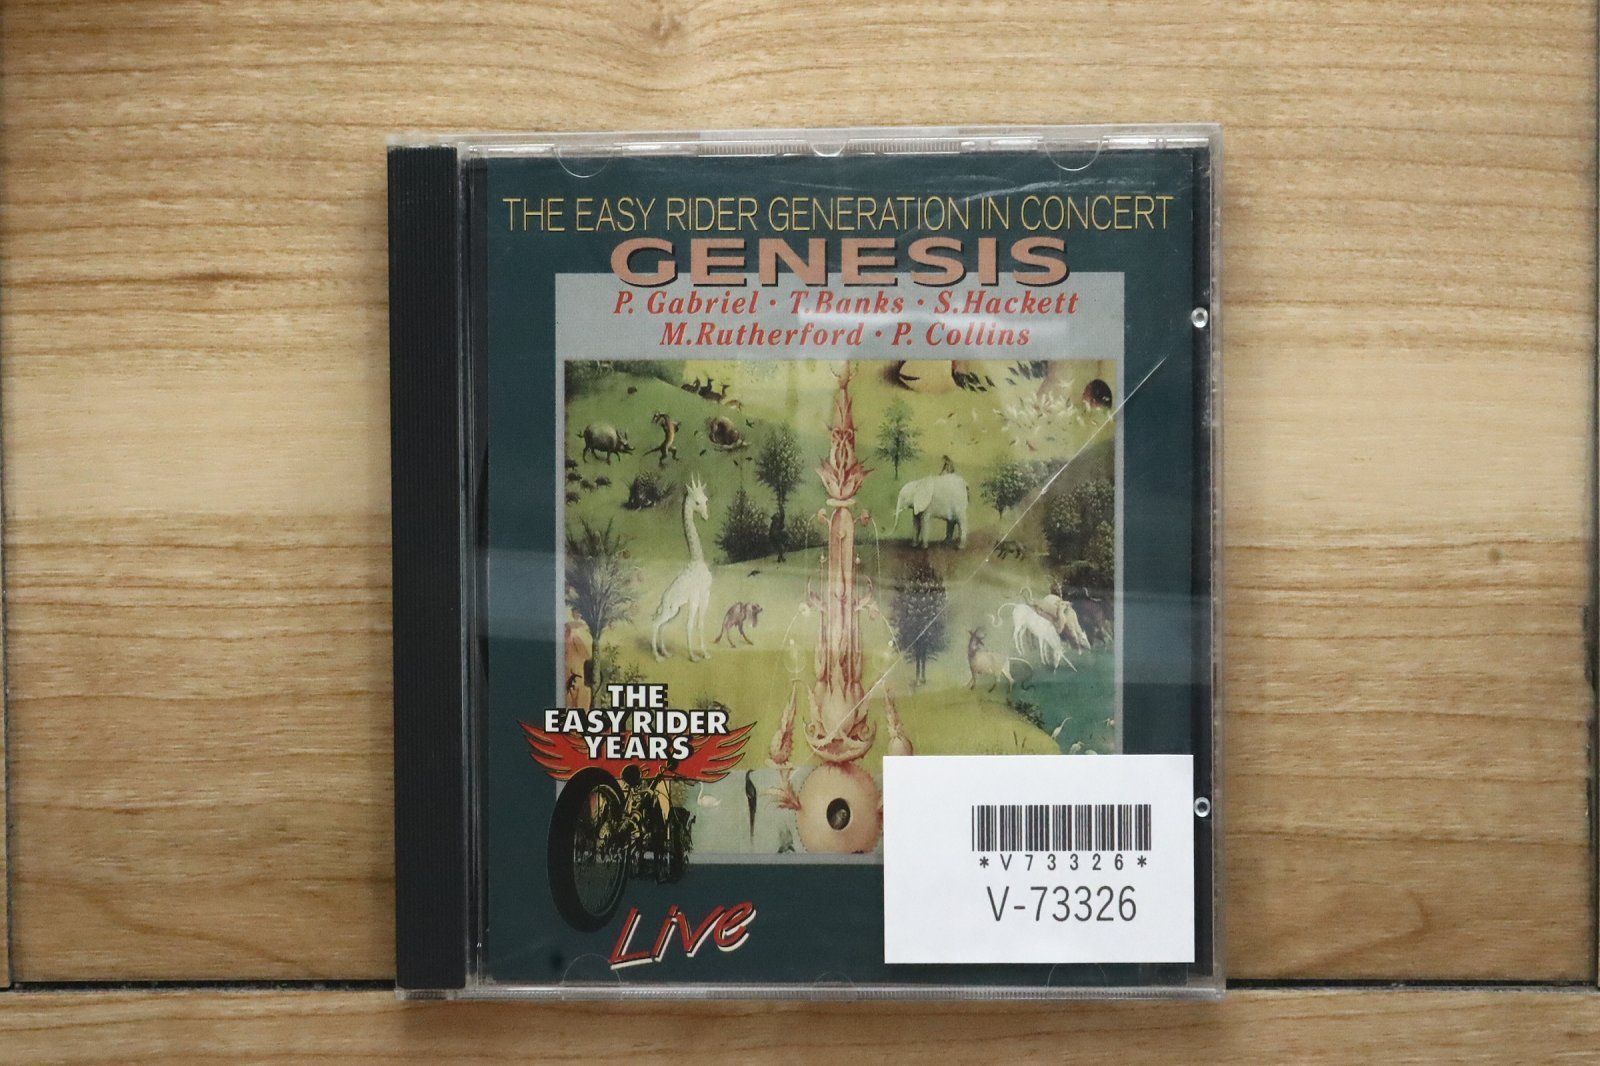 THE EASY RIDER GENERATION IN CONCERT
GENESIS
P. Gabriel • T.Banks • S.Hackett
M.Rutherford • P. Collins
THE
EASY RIDER
YEARS
Live
*V73326*
V-73326